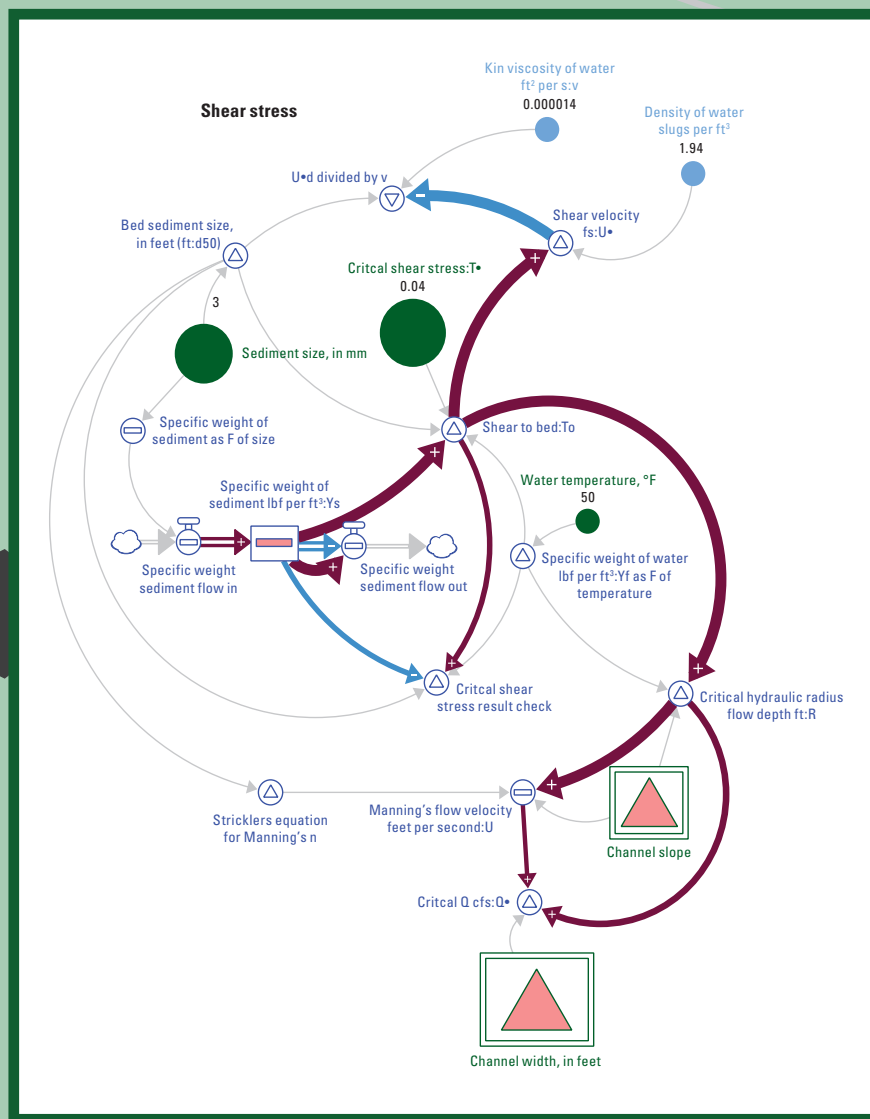 Kin viscosity of water
ft² per s:v
0.000014
Shear stress
Density of water
slugs per ft³
1.94
U•d divided by v
Bed sediment size,
in feet (ft:d50)
Shear velocity
fs:U•
Critcal shear stress:T•
0.04
3
Sediment size, in mm
Specific weight of
sediment as F of size
Shear to bed:To
Specific weight of
sediment lbf per ft³:Ys
Water temperature, °F
50
Specific weight
sediment flow in
Specific weight
sediment flow out
Specific weight of water
lbf per ft³:Yf as F of
temperature
Critcal shear
stress result check
Critical hydraulic radius
flow depth ft:R
Stricklers equation
for Manning's n
Manning's flow velocity
feet per second:U
Channel slope
Critcal Q cfs:Q•
Channel width, in feet